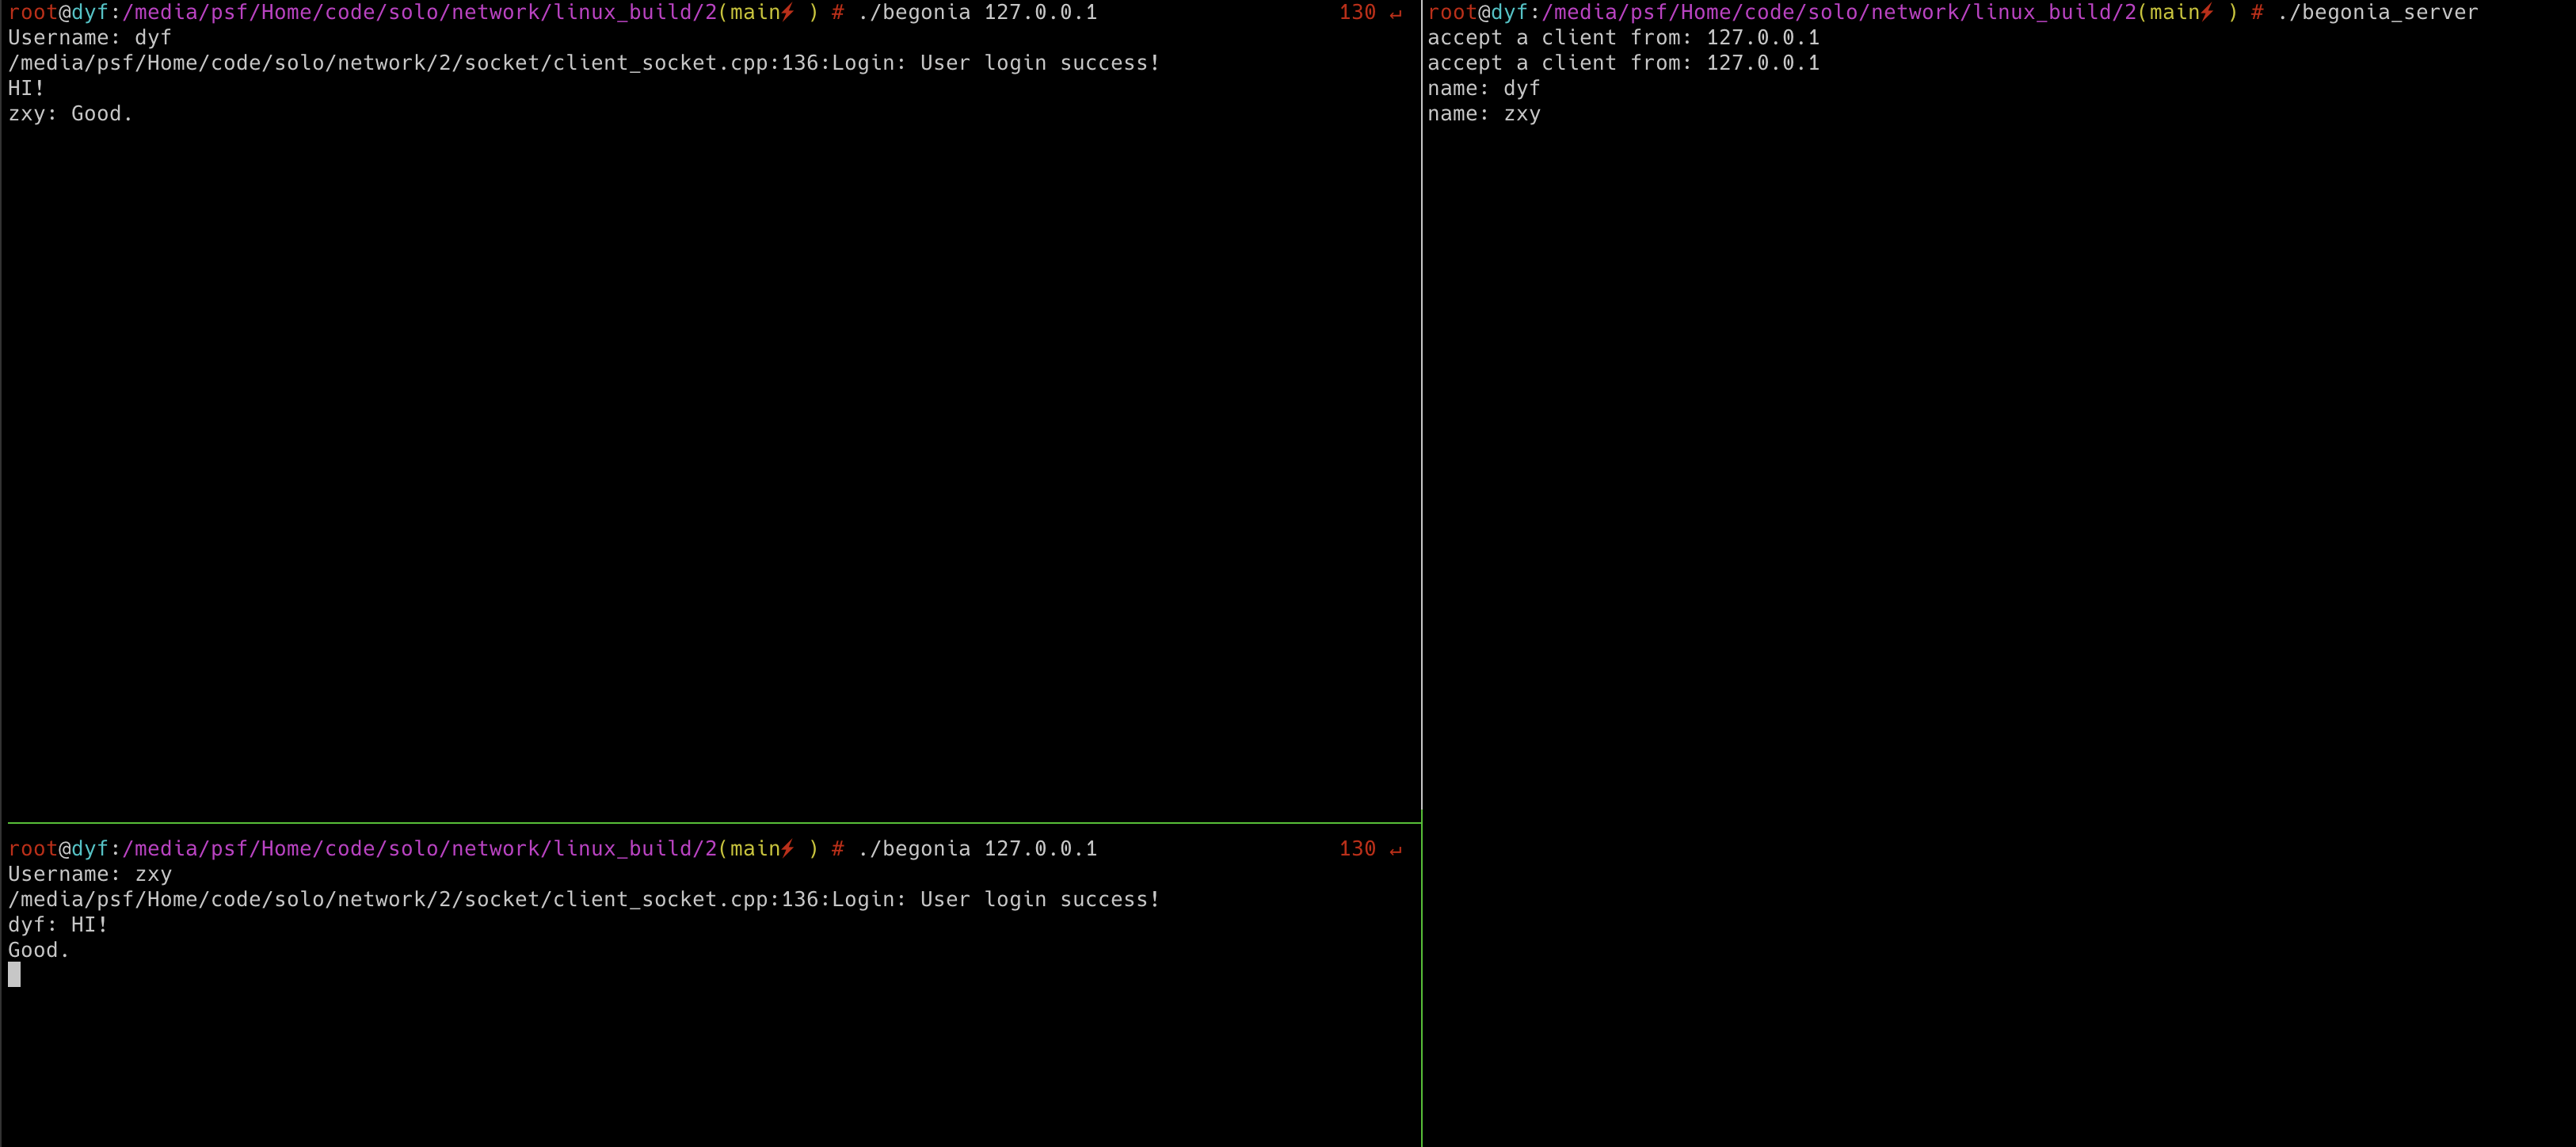 root@dyf:/media/psf/Home/code/solo/network/linux_build/2(main⚡ ) # ./begonia 127.0.0.1 130 ↵
Username: dyf
/media/psf/Home/code/solo/network/2/socket/client_socket.cpp:136:Login: User login success!
HI!
zxy: Good.
root@dyf:/media/psf/Home/code/solo/network/linux_build/2(main⚡ ) # ./begonia_server
accept a client from: 127.0.0.1
accept a client from: 127.0.0.1
name: dyf
name: zxy
root@dyf:/media/psf/Home/code/solo/network/linux_build/2(main⚡ ) # ./begonia 127.0.0.1 130 ↵
Username: zxy
/media/psf/Home/code/solo/network/2/socket/client_socket.cpp:136:Login: User login success!
dyf: HI!
Good.